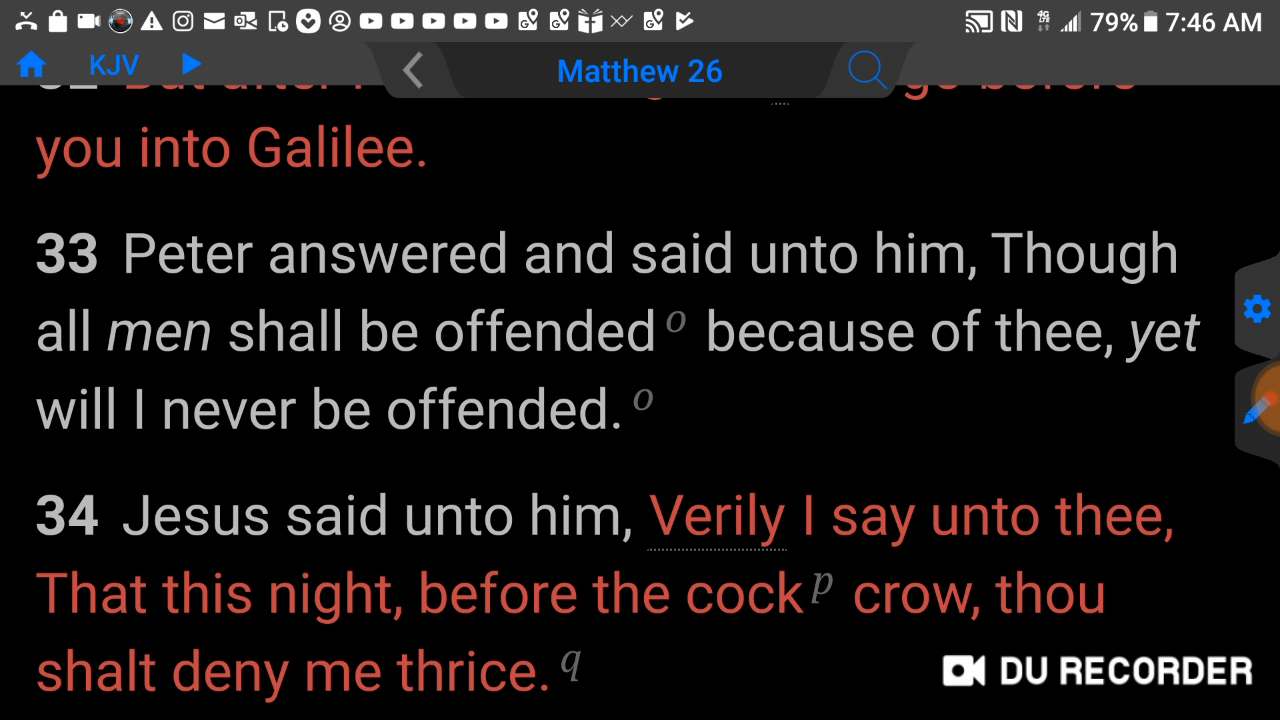 79% 7:46 AM
KJV Matthew 26
you into Galilee.
33 Peter answered and said unto him, Though
all men shall be offended o because of thee, yet
will I never be offended. o
34 Jesus said unto him, Verily I say unto thee,
That this night, before the cock p crow, thou
shalt deny me thrice. q
DU RECORDER